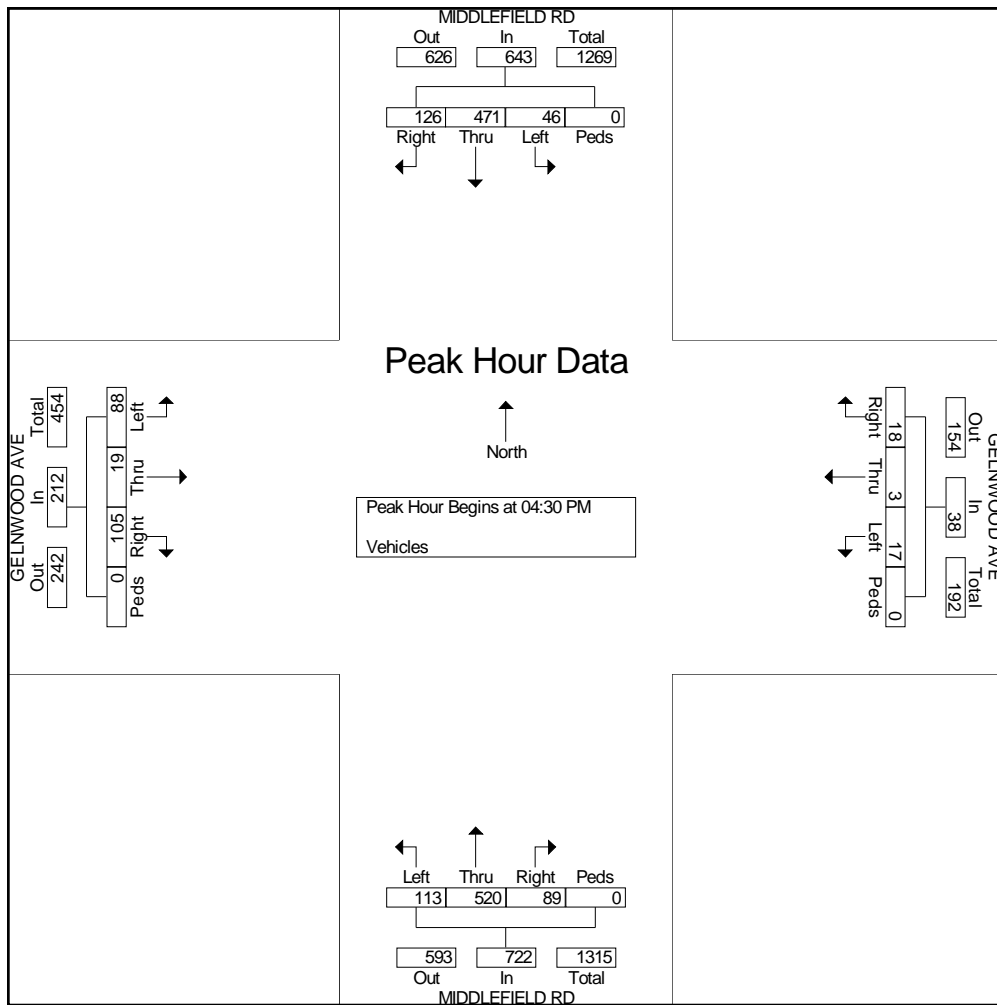 MIDDLEFIELD RD
Out In Total
626 643 1269
126 471 46 0
Right Thru Left Peds
Peak Hour Data
North
Peak Hour Begins at 04:30 PM
Vehicles
GELNWOOD AVE
Out In Total
242 212 454
88 19 105 0
Left Thru Right Peds
GELNWOOD AVE
Out In Total
154 38 192
18 3 17 0
Right Thru Left Peds
Left Thru Right Peds
113 520 89 0
593 722 1315
Out In Total
MIDDLEFIELD RD